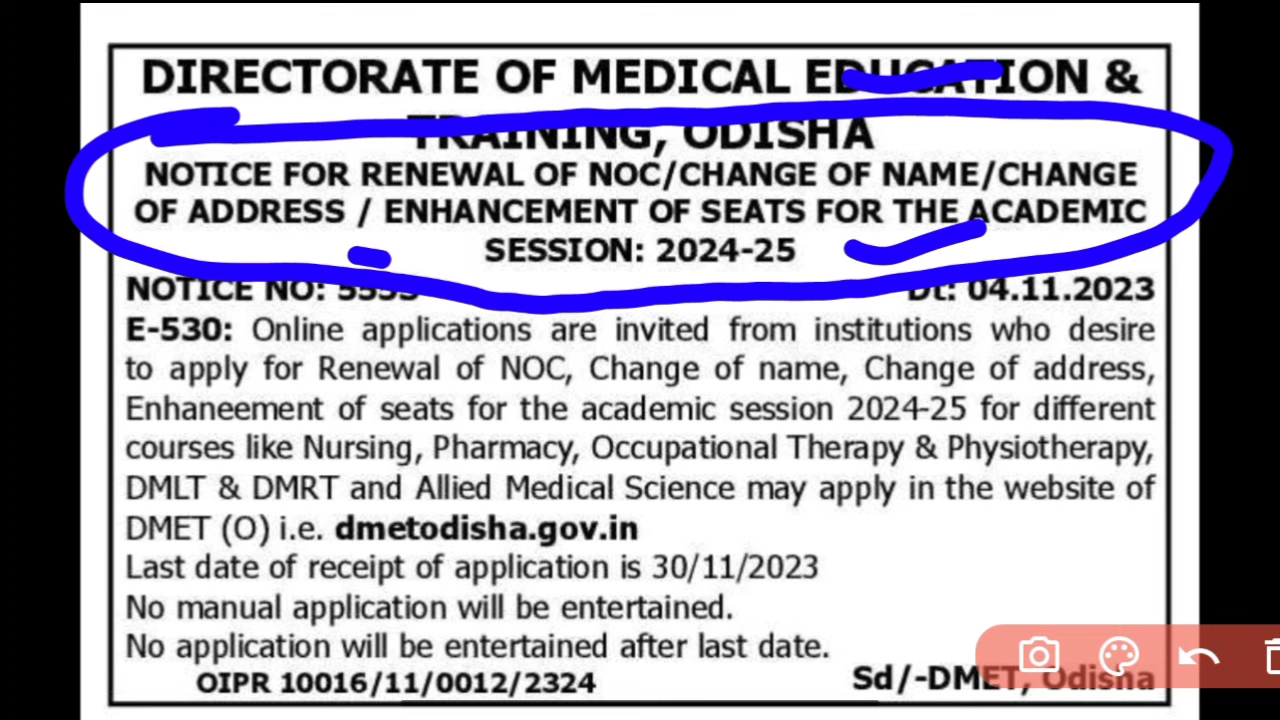 DIRECTORATE OF MEDICAL EDUCATION &
TRAINING, ODISHA
NOTICE FOR RENEWAL OF NOC/CHANGE OF NAME/CHANGE
OF ADDRESS / ENHANCEMENT OF SEATS FOR THE ACADEMIC
SESSION: 2024-25
NOTICE NO: Dt: 04.11.2023
E-530: Online applications are invited from institutions who desire
to apply for Renewal of NOC, Change of name, Change of address,
Enhaneement of seats for the academic session 2024-25 for different
courses like Nursing, Pharmacy, Occupational Therapy & Physiotherapy,
DMLT & DMRT and Allied Medical Science may apply in the website of
DMET (O) i.e. dmetodisha.gov.in
Last date of receipt of application is 30/11/2023
No manual application will be entertained.
No application will be entertained after last date.
OIPR 10016/11/0012/2324 Sd/-DMET, Odisha